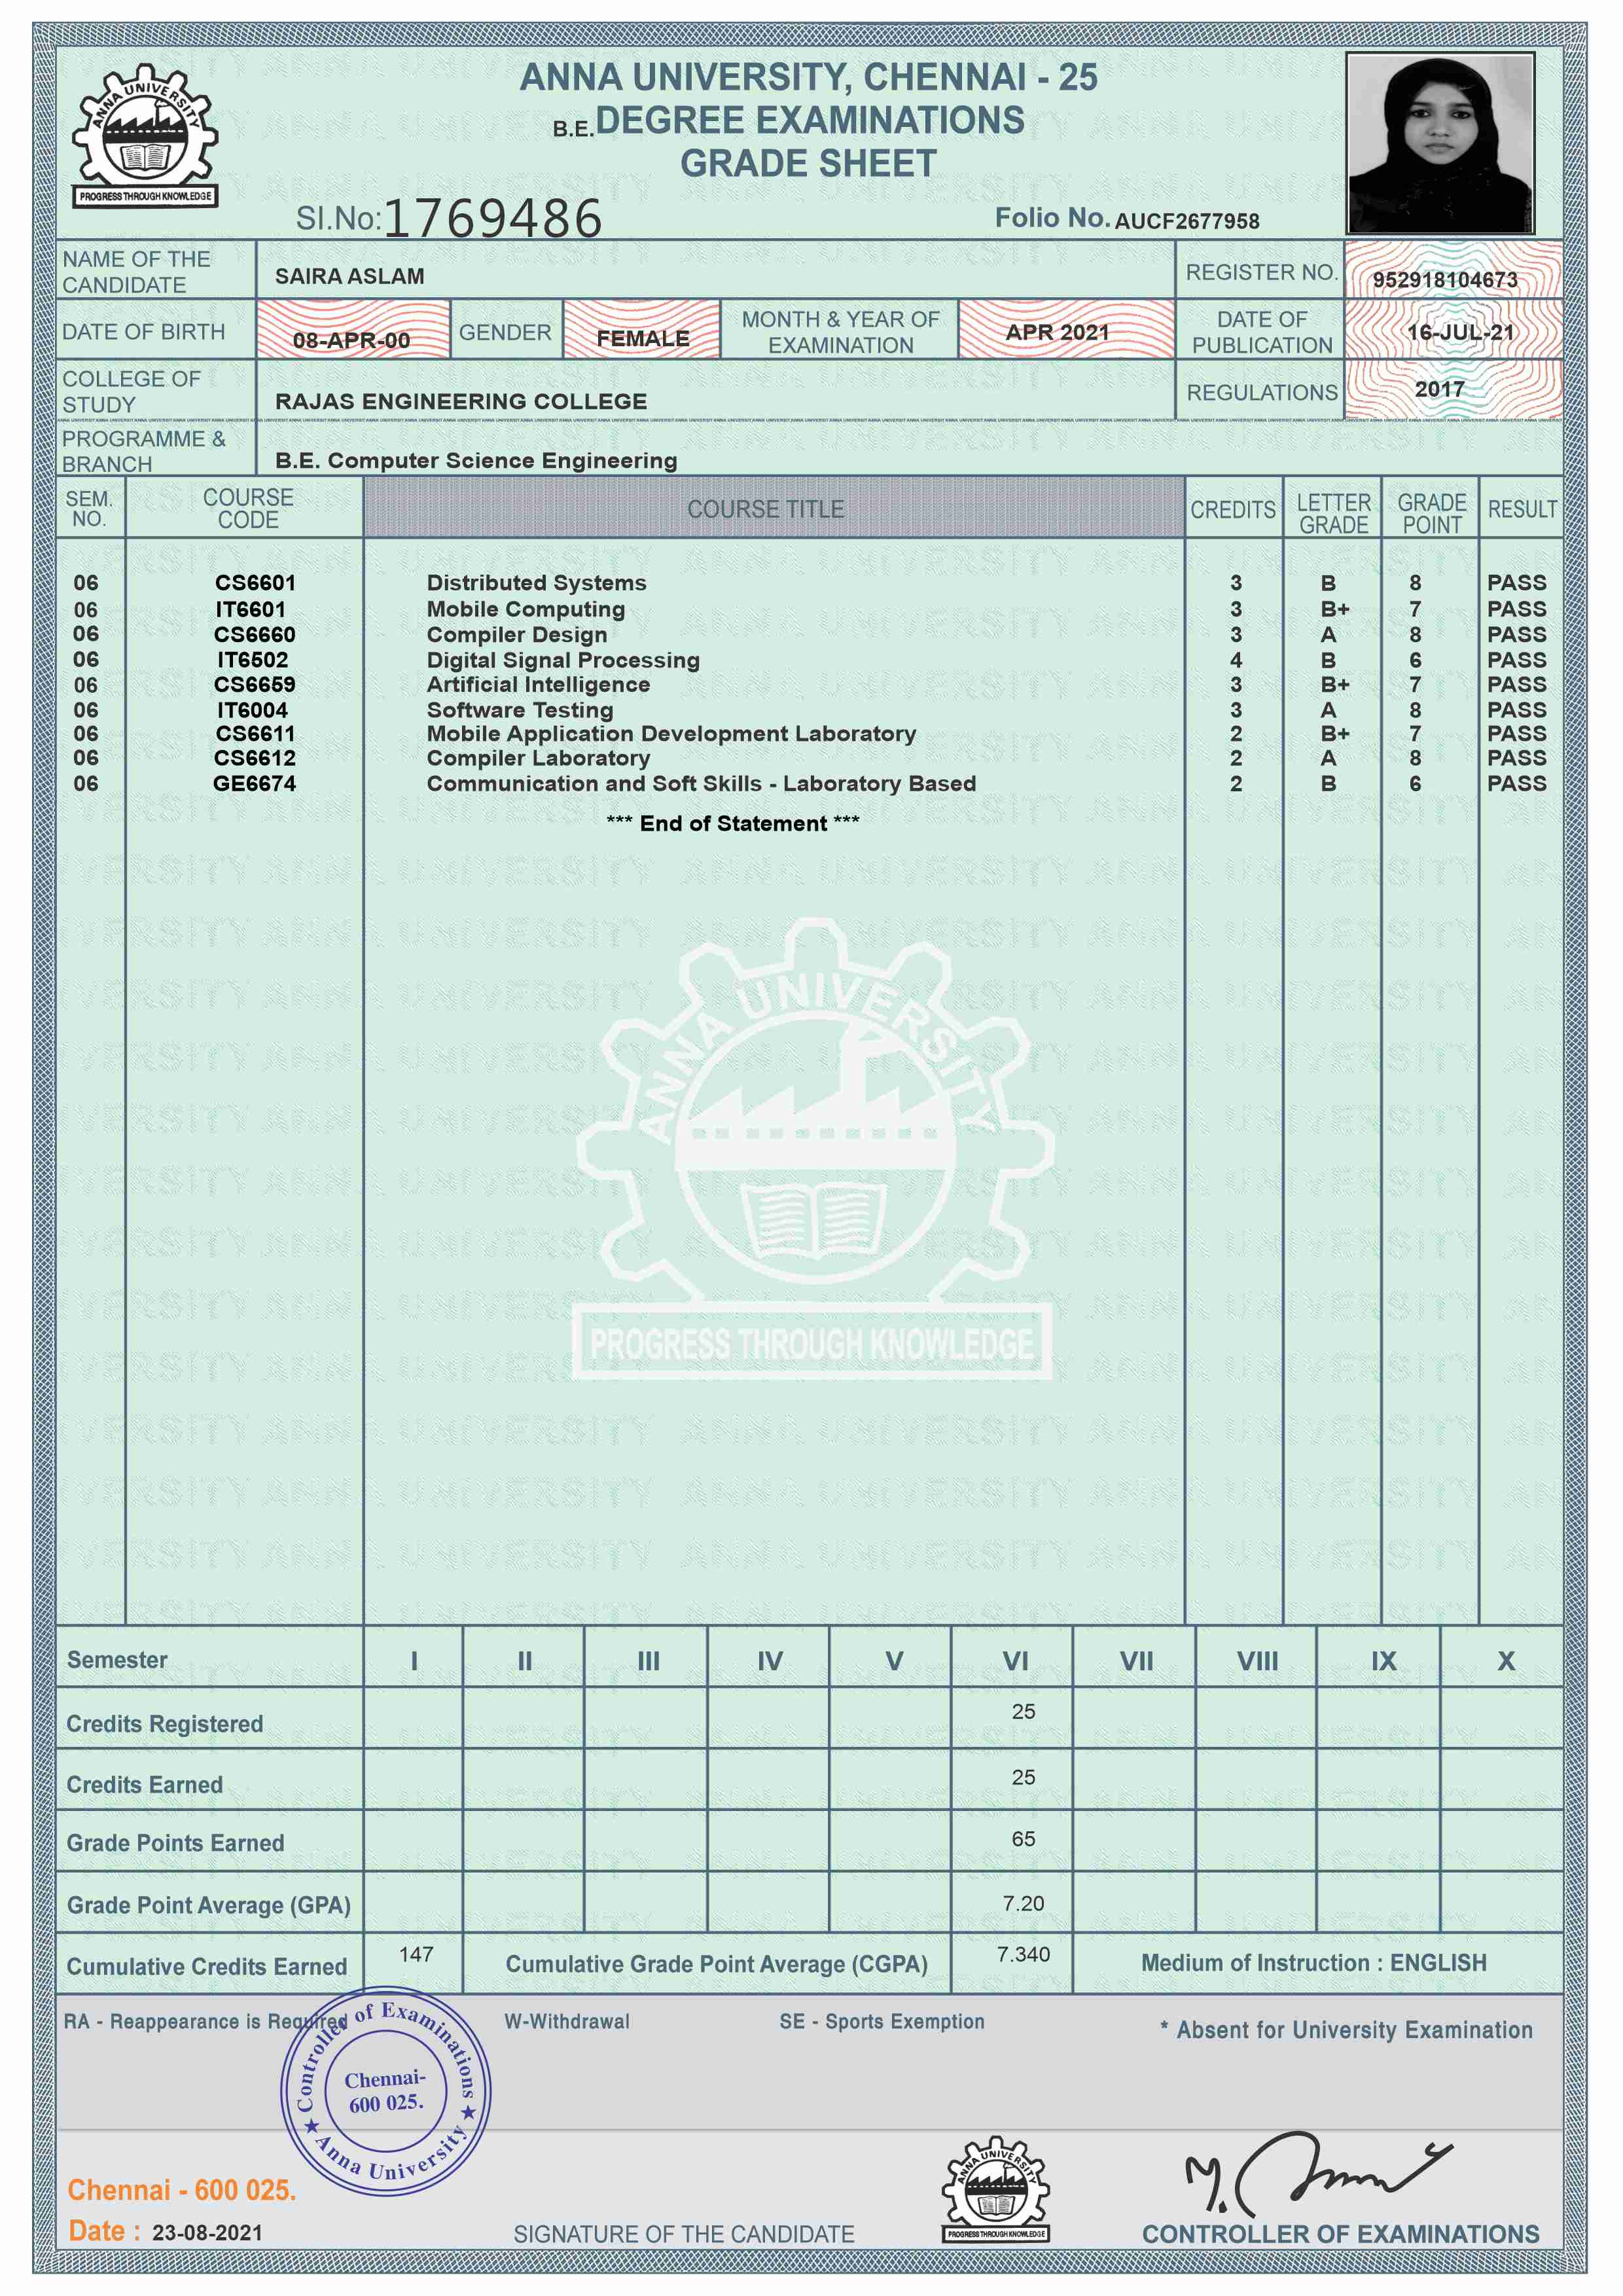 ANNA UNIVERSITY, CHENNAI - 25
B.E. DEGREE EXAMINATIONS
GRADE SHEET
ANNA UNIVERSITY
PROGRESS THROUGH KNOWLEDGE
SI.No:1769486
Folio No. AUCF2677958
NAME OF THE CANDIDATE SAIRA ASLAM REGISTER NO. 952918104673
DATE OF BIRTH 08-APR-00 GENDER FEMALE MONTH & YEAR OF EXAMINATION APR 2021 DATE OF PUBLICATION 16-JUL-21
COLLEGE OF STUDY RAJAS ENGINEERING COLLEGE REGULATIONS 2017
PROGRAMME & BRANCH B.E. Computer Science Engineering
SEM. NO. COURSE CODE COURSE TITLE CREDITS LETTER GRADE GRADE POINT RESULT
06 CS6601 Distributed Systems 3 B 8 PASS
06 IT6601 Mobile Computing 3 B+ 7 PASS
06 CS6660 Compiler Design 3 A 8 PASS
06 IT6502 Digital Signal Processing 4 B 6 PASS
06 CS6659 Artificial Intelligence 3 B+ 7 PASS
06 IT6004 Software Testing 3 A 8 PASS
06 CS6611 Mobile Application Development Laboratory 2 B+ 7 PASS
06 CS6612 Compiler Laboratory 2 A 8 PASS
06 GE6674 Communication and Soft Skills - Laboratory Based 2 B 6 PASS
*** End of Statement ***
ANNA UNIVERSITY
PROGRESS THROUGH KNOWLEDGE
Semester I II III IV V VI VII VIII IX X
Credits Registered 25
Credits Earned 25
Grade Points Earned 65
Grade Point Average (GPA) 7.20
Cumulative Credits Earned 147 Cumulative Grade Point Average (CGPA) 7.340 Medium of Instruction : ENGLISH
RA - Reappearance is Required W-Withdrawal SE - Sports Exemption * Absent for University Examination
Controller of Examinations
Chennai-
600 025.
★ Anna University ★
Chennai - 600 025.
Date : 23-08-2021
SIGNATURE OF THE CANDIDATE
ANNA UNIVERSITY
PROGRESS THROUGH KNOWLEDGE
CONTROLLER OF EXAMINATIONS